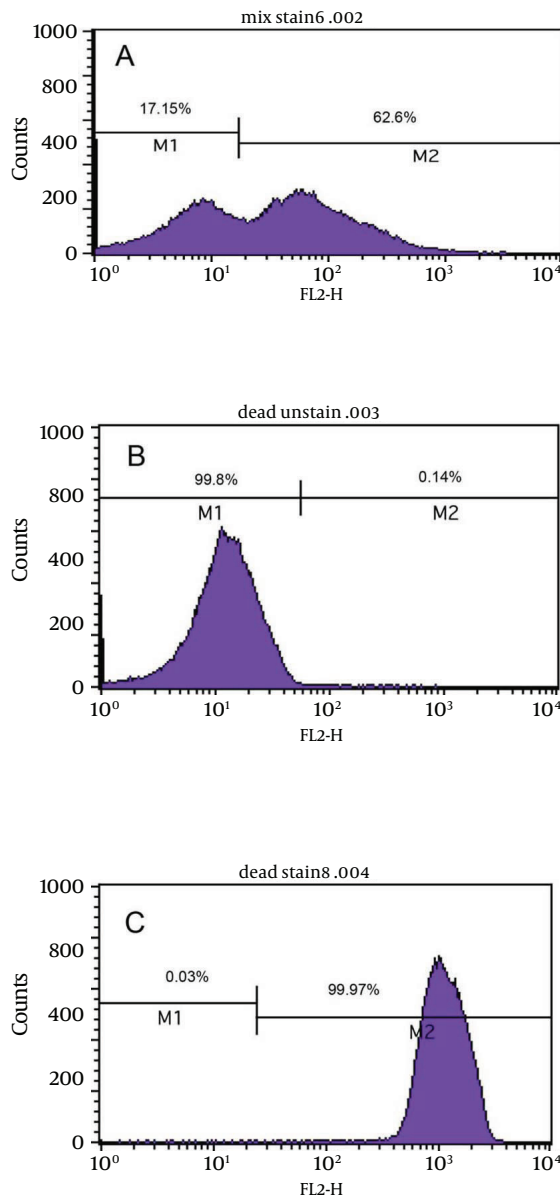 mix stain6 .002
A
1000
800
400
200
0
Counts
17.15%
M1
62.6%
M2
10⁰ 10¹ 10² 10³ 10⁴
FL2-H
dead unstain .003
B
1000
800
400
200
0
Counts
99.8%
M1
0.14%
M2
10⁰ 10¹ 10² 10³ 10⁴
FL2-H
dead stain8 .004
C
1000
800
400
200
0
Counts
0.03%
M1
99.97%
M2
10⁰ 10¹ 10² 10³ 10⁴
FL2-H